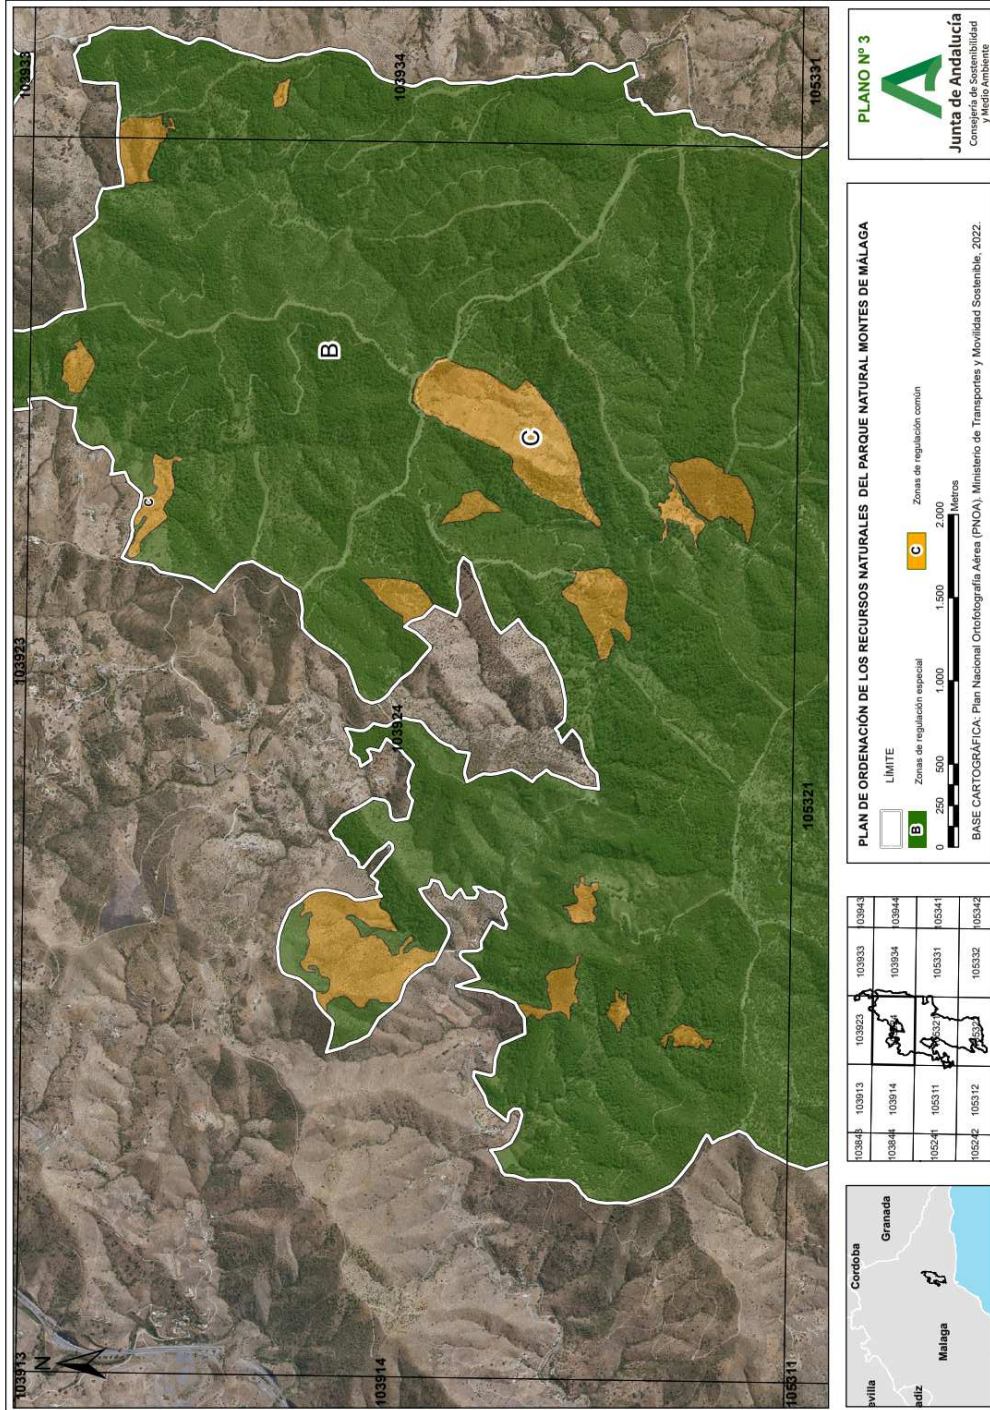 103913
103923
103933
N
C
B
103914
103924
103934
C
105311
105321
105331
Cordoba
Granada
Malaga
103913
103923
103933
103943
103844
103914
103934
103944
105241
105311
105331
105341
105242
105312
105332
105342
PLAN DE ORDENACIÓN DE LOS RECURSOS NATURALES DEL PARQUE NATURAL MONTES DE MÁLAGA
LÍMITE
B Zonas de regulación especial
C Zonas de regulación común
0 250 500 1.000 1.500 2.000
Metros
BASE CARTOGRÁFICA: Plan Nacional Ortofotografía Aérea (PNOA). Ministerio de Transportes y Movilidad Sostenible, 2022.
PLANO Nº 3
Junta de Andalucía
Consejería de Sostenibilidad
y Medio Ambiente